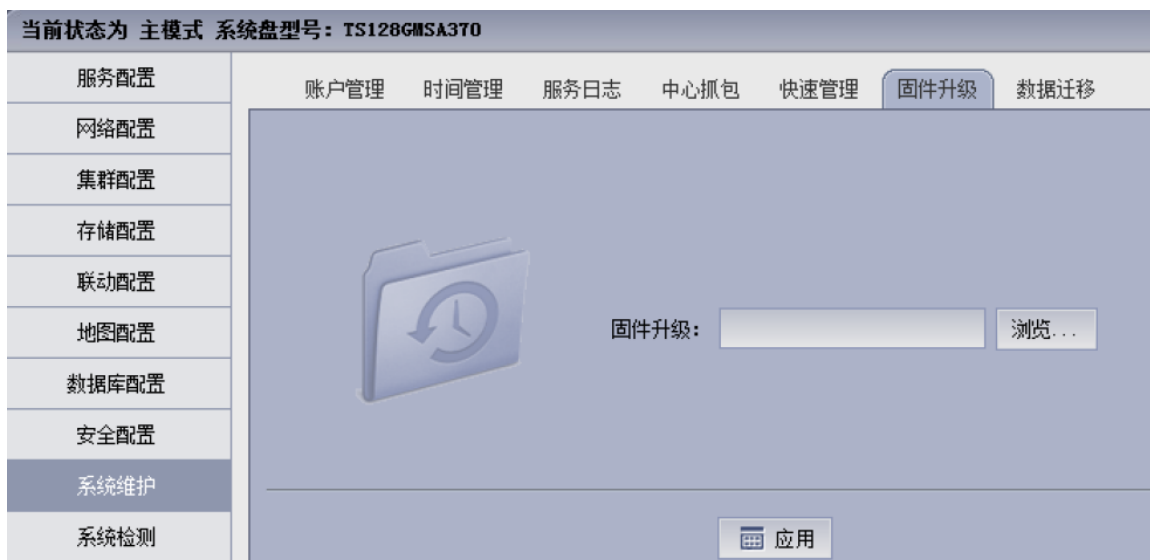 当前状态为 主模式 系统盘型号：TS128GMSA370
服务配置
网络配置
集群配置
存储配置
联动配置
地图配置
数据库配置
安全配置
系统维护
系统检测
账户管理 时间管理 服务日志 中心抓包 快速管理 固件升级 数据迁移
固件升级： 浏览...
应用